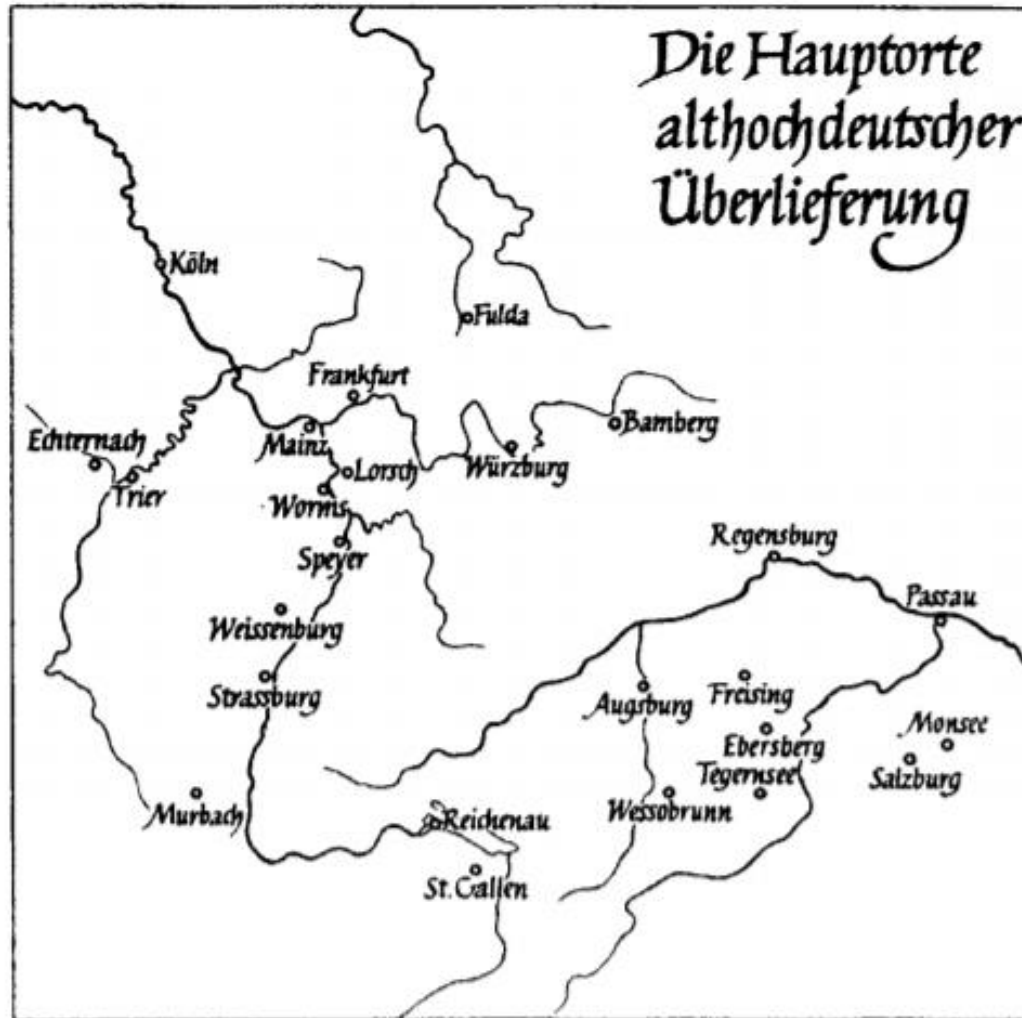 Die Hauptorte
althochdeutscher
Überlieferung
Köln
Fulda
Frankfurt
Bamberg
Echternach
Mainz
Würzburg
Lorsch
Trier
Worms
Regensburg
Speyer
Passau
Weissenburg
Strassburg
Augsburg
Freising
Monsee
Ebersberg
Salzburg
Tegernsee
Murbach
Wessobrunn
Reichenau
St. Gallen